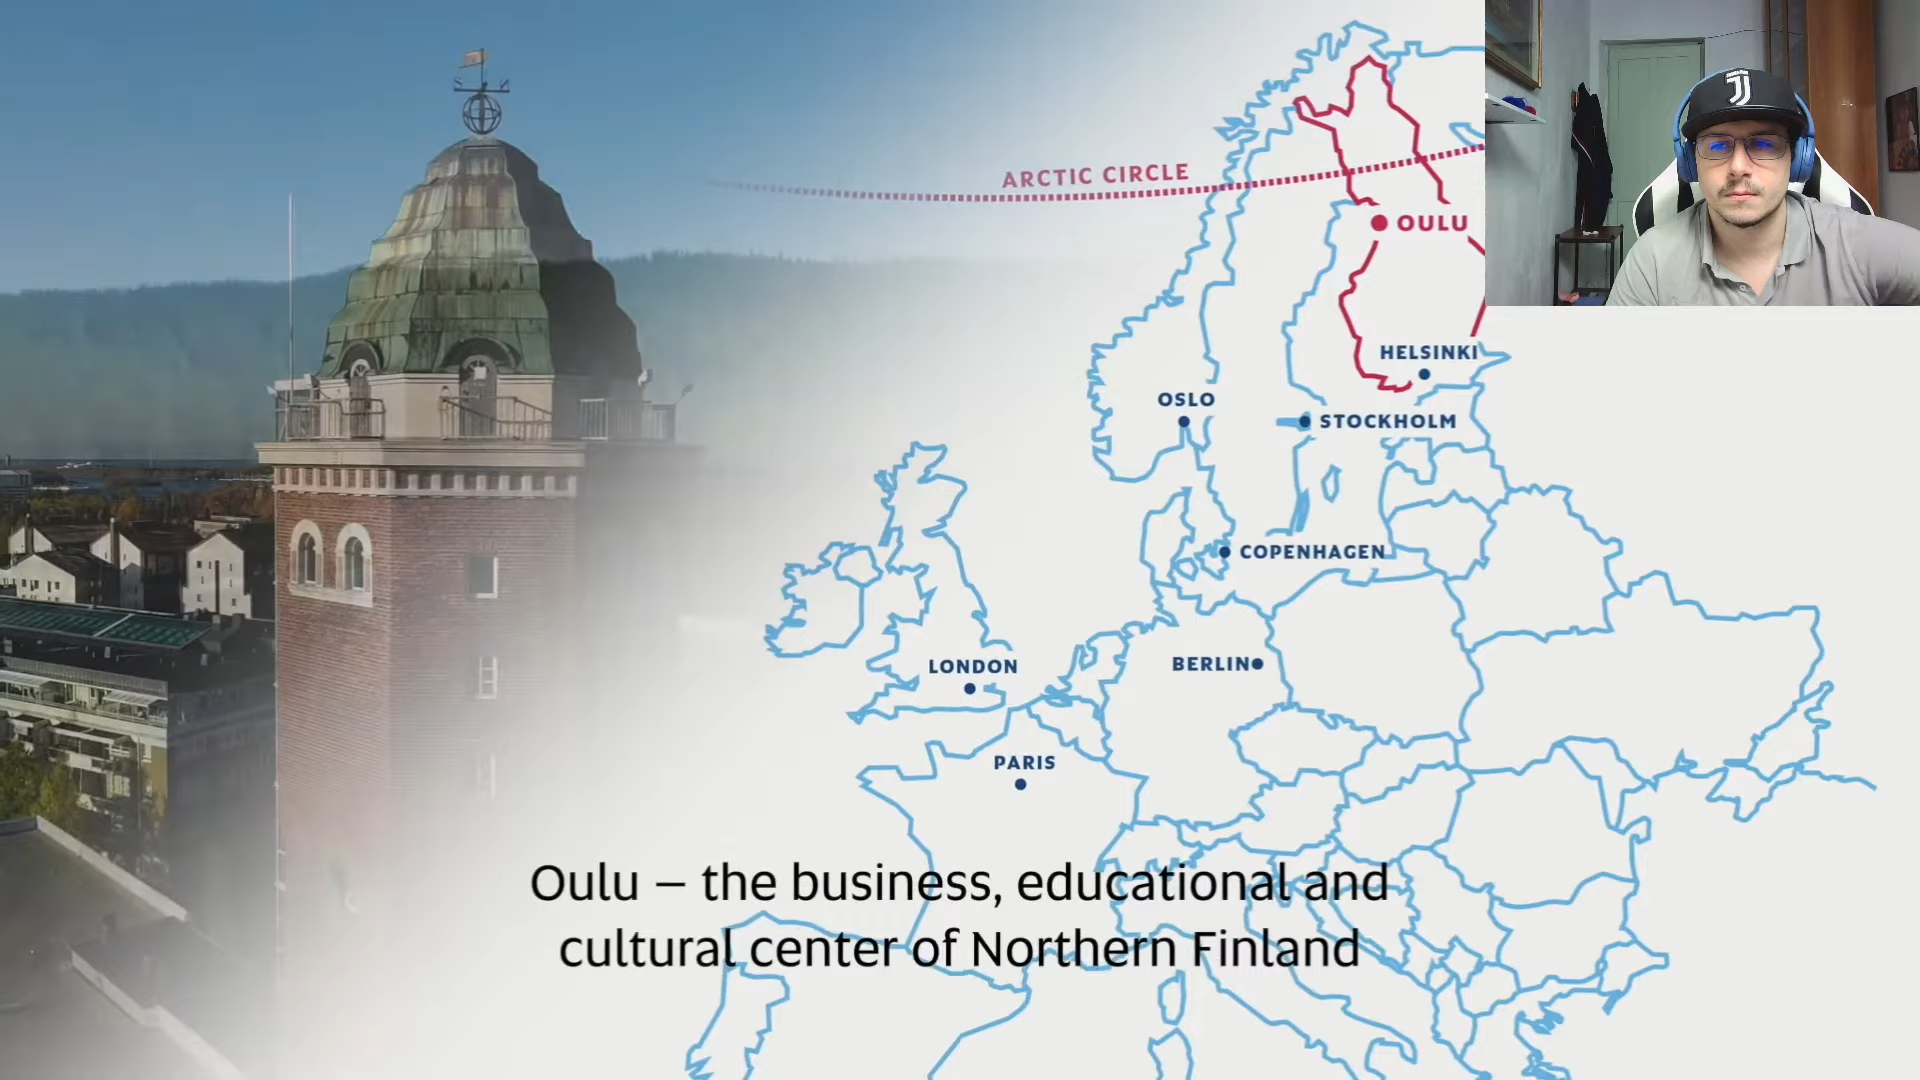 ARCTIC CIRCLE
OULU
HELSINKI
OSLO
STOCKHOLM
COPENHAGEN
LONDON
BERLIN
PARIS
Oulu – the business, educational and
cultural center of Northern Finland